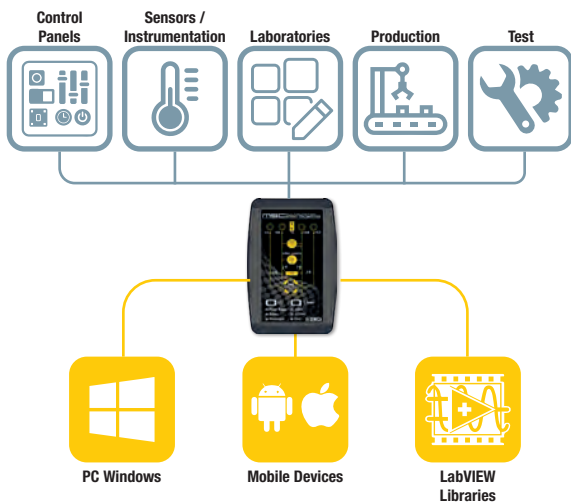 Control
Panels
Sensors /
Instrumentation
Laboratories
Production
Test
PC Windows
Mobile Devices
LabVIEW
Libraries